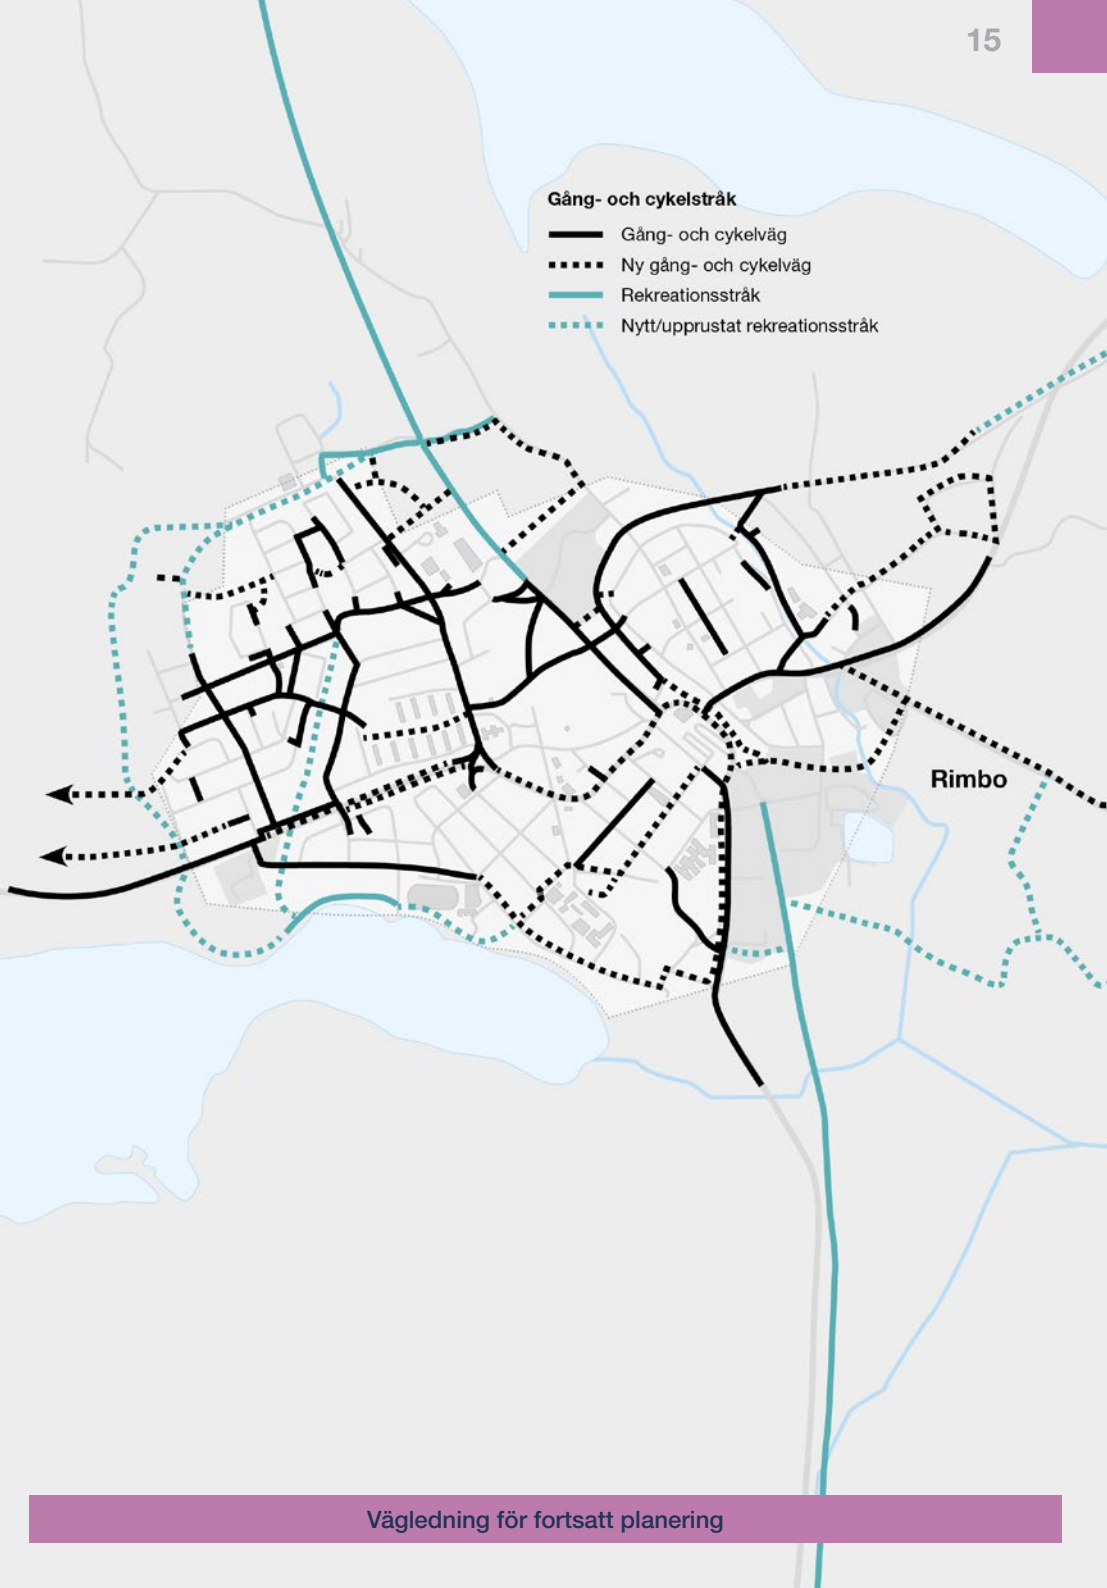 15
Gång- och cykelstråk
Gång- och cykelväg
Ny gång- och cykelväg
Rekreationsstråk
Nytt/upprustat rekreationsstråk
Rimbo
Vägledning för fortsatt planering